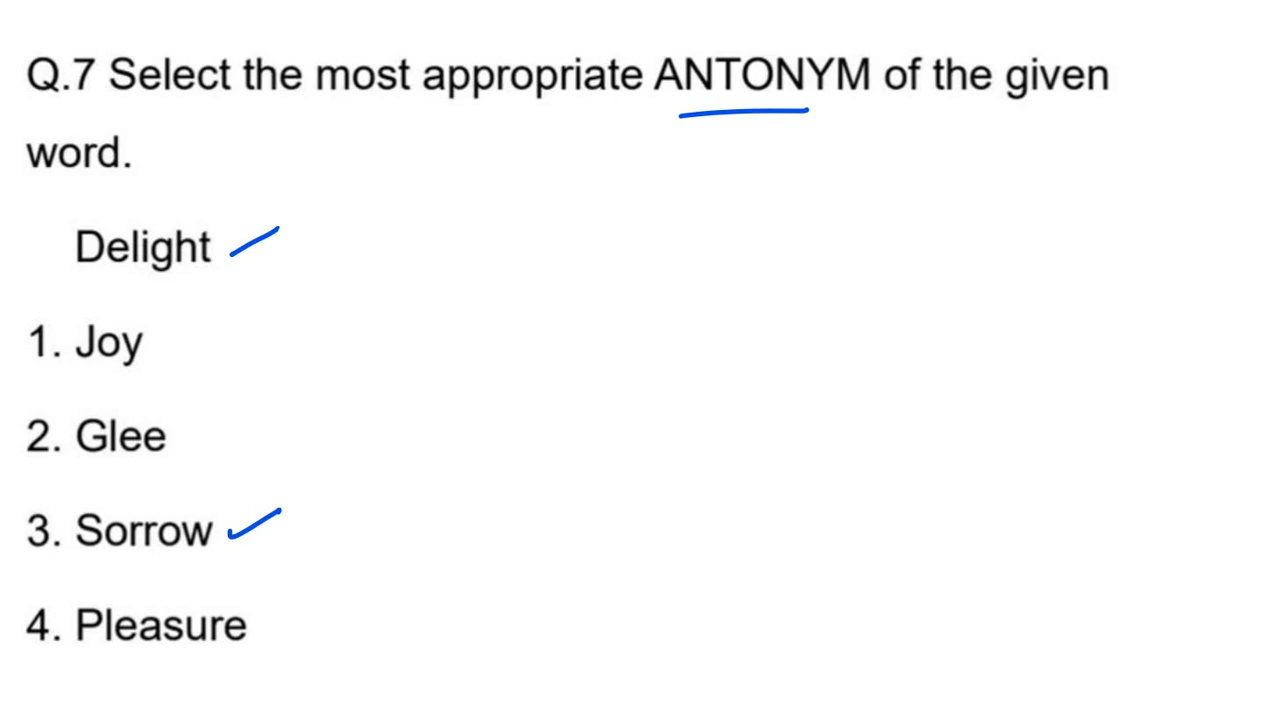 Q.7 Select the most appropriate ANTONYM of the given
word.
Delight
1. Joy
2. Glee
3. Sorrow
4. Pleasure